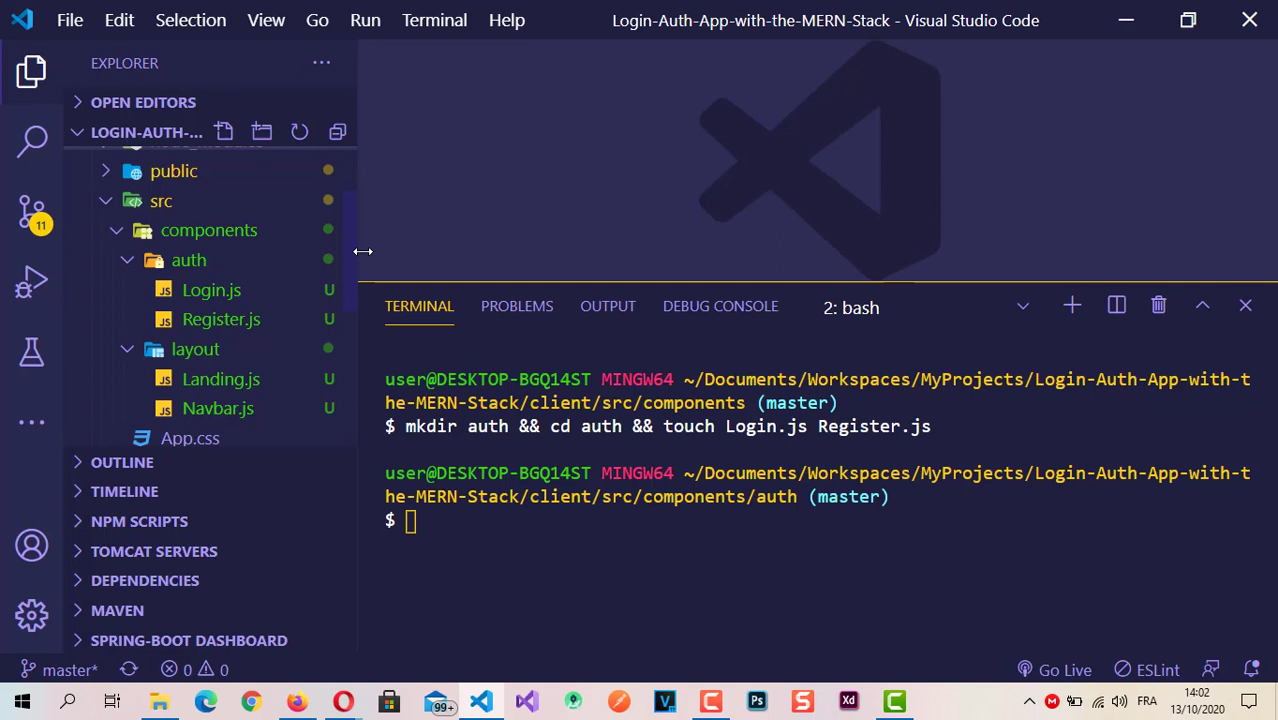 File Edit Selection View Go Run Terminal Help Login-Auth-App-with-the-MERN-Stack - Visual Studio Code
EXPLORER
OPEN EDITORS
LOGIN-AUTH-...
public
src
components
auth
Login.js U
Register.js U
layout
Landing.js U
Navbar.js U
App.css
OUTLINE
TIMELINE
NPM SCRIPTS
TOMCAT SERVERS
DEPENDENCIES
MAVEN
SPRING-BOOT DASHBOARD
11
TERMINAL PROBLEMS OUTPUT DEBUG CONSOLE 2: bash
user@DESKTOP-BGQ14ST MINGW64 ~/Documents/Workspaces/MyProjects/Login-Auth-App-with-t
he-MERN-Stack/client/src/components (master)
$ mkdir auth && cd auth && touch Login.js Register.js
user@DESKTOP-BGQ14ST MINGW64 ~/Documents/Workspaces/MyProjects/Login-Auth-App-with-t
he-MERN-Stack/client/src/components/auth (master)
$
master* 0 0 Go Live ESLint
99+ Ps Xd FRA 14:02
13/10/2020